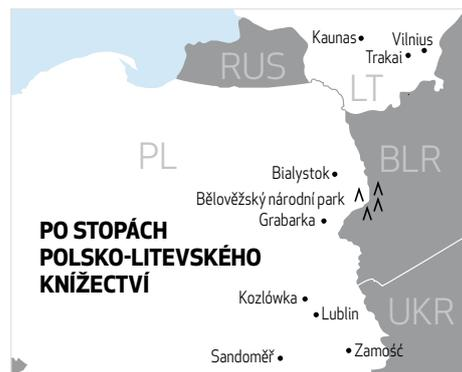 Kaunas
Vilnius
Trakai
RUS
LT
PL
BLR
Bialystok
Bělověžský národní park
Grabarka
PO STOPÁCH
POLSKO-LITEVSKÉHO
KNÍŽECTVÍ
Kozlówka
Lublin
UKR
Sandoměř
Zamość